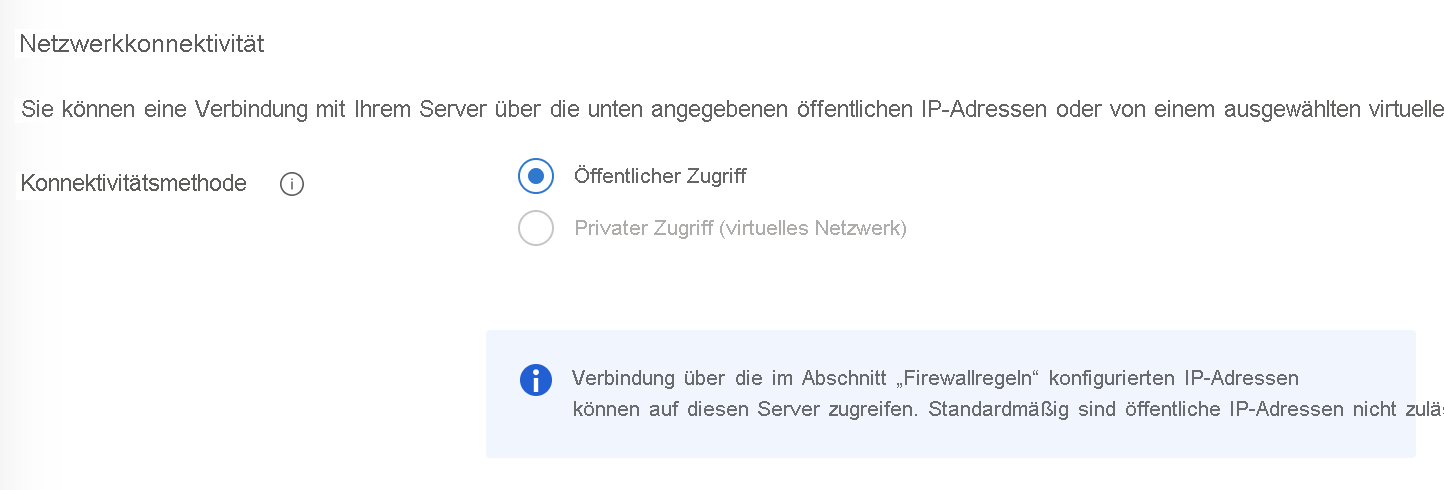 Netzwerkkonnektivität
Sie können eine Verbindung mit Ihrem Server über die unten angegebenen öffentlichen IP-Adressen oder von einem ausgewählten
Konnektivitätsmethode
Öffentlicher Zugriff
Privater Zugriff (virtuelles Netzwerk)
Verbindung über die im Abschnitt „Firewallregeln“ konfigurierten IP-Adressen
können auf diesen Server zugreifen. Standardmäßig sind öffentliche IP-Adressen nicht